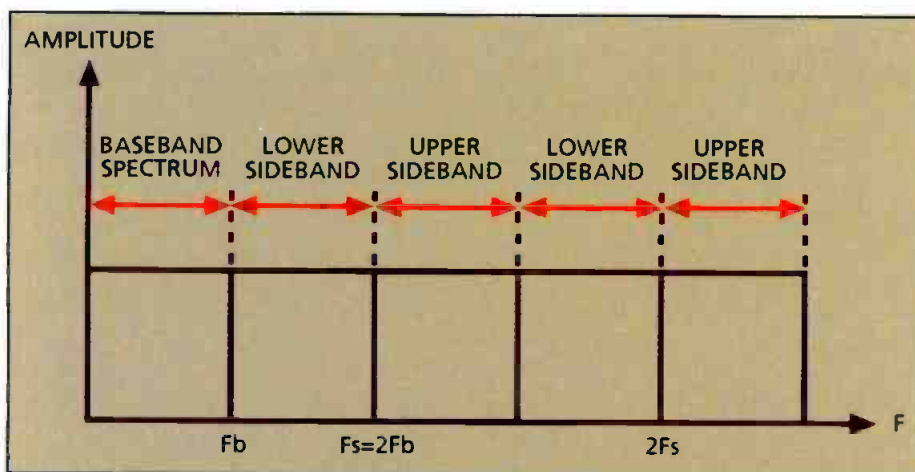 AMPLITUDE
BASEBAND
SPECTRUM
LOWER
SIDEBAND
UPPER
SIDEBAND
LOWER
SIDEBAND
UPPER
SIDEBAND
F
Fb
Fs=2Fb
2Fs